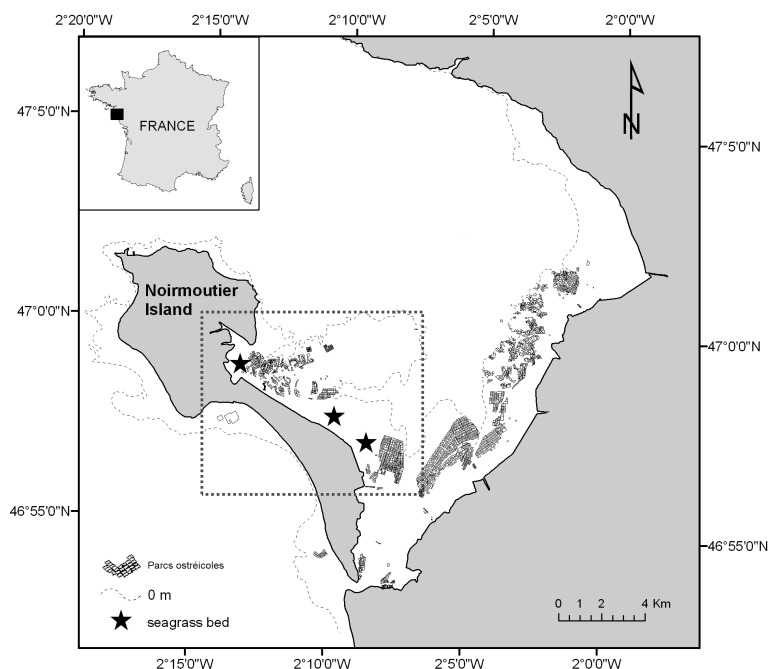 2°20'0"W 2°15'0"W 2°10'0"W 2°5'0"W 2°0'0"W
47°5'0"N
FRANCE
N
47°5'0"N
Noirmoutier
Island
47°0'0"N
47°0'0"N
46°55'0"N
46°55'0"N
Parcs ostréicoles
0 m
seagrass bed
0 1 2 4 Km
2°15'0"W 2°10'0"W 2°5'0"W 2°0'0"W